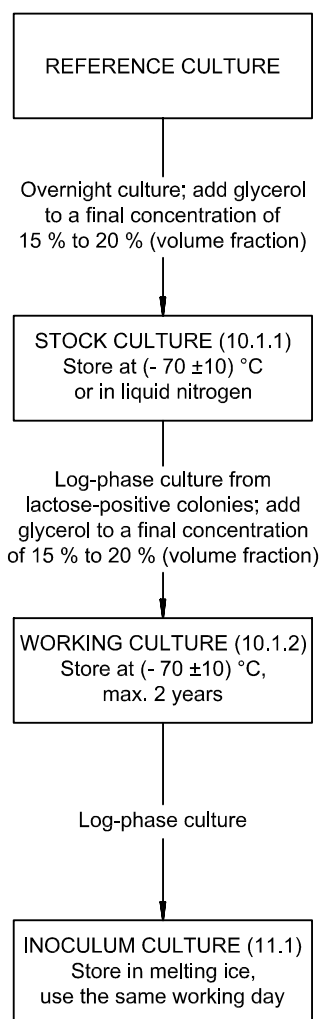 REFERENCE CULTURE
Overnight culture; add glycerol
to a final concentration of
15 % to 20 % (volume fraction)
STOCK CULTURE (10.1.1)
Store at (- 70 ±10) °C
or in liquid nitrogen
Log-phase culture from
lactose-positive colonies; add
glycerol to a final concentration
of 15 % to 20 % (volume fraction)
WORKING CULTURE (10.1.2)
Store at (- 70 ±10) °C,
max. 2 years
Log-phase culture
INOCULUM CULTURE (11.1)
Store in melting ice,
use the same working day